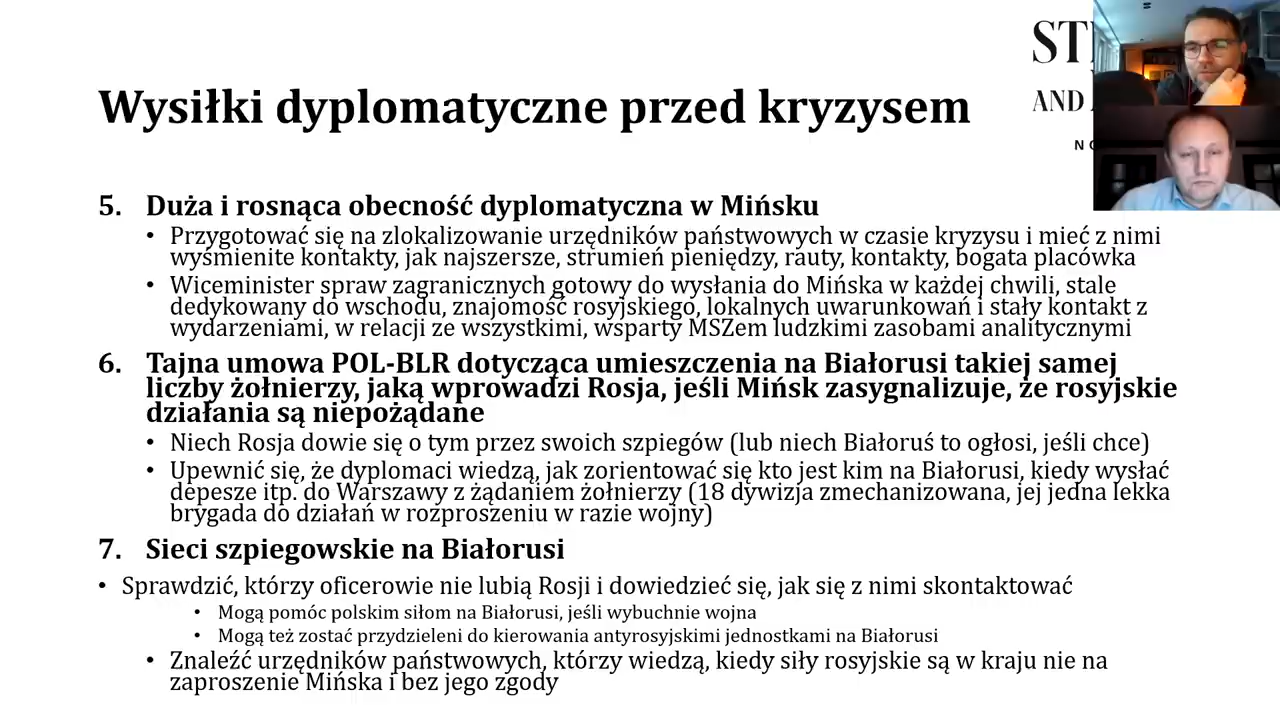 AND
Wysiłki dyplomatyczne przed kryzysem
5. Duża i rosnąca obecność dyplomatyczna w Mińsku
• Przygotować się na zlokalizowanie urzędników państwowych w czasie kryzysu i mieć z nimi
wyśmienite kontakty, jak najszersze, strumień pieniędzy, rauty, kontakty, bogata placówka
• Wiceminister spraw zagranicznych gotowy do wysłania do Mińska w każdej chwili, stale
dedykowany do wschodu, znajomość rosyjskiego, lokalnych uwarunkowań i stały kontakt z
wydarzeniami, w relacji ze wszystkimi, wsparty MSZem ludzkimi zasobami analitycznymi
6. Tajna umowa POL-BLR dotycząca umieszczenia na Białorusi takiej samej
liczby żołnierzy, jaką wprowadzi Rosja, jeśli Mińsk zasygnalizuje, że rosyjskie
działania są niepożądane
• Niech Rosja dowie się o tym przez swoich szpiegów (lub niech Białoruś to ogłosi, jeśli chce)
• Upewnić się, że dyplomaci wiedzą, jak zorientować się kto jest kim na Białorusi, kiedy wysłać
depesze itp. do Warszawy z żądaniem żołnierzy (18 dywizja zmechanizowana, jej jedna lekka
brygada do działań w rozproszeniu w razie wojny)
7. Sieci szpiegowskie na Białorusi
• Sprawdzić, którzy oficerowie nie lubią Rosji i dowiedzieć się, jak się z nimi skontaktować
• Mogą pomóc polskim siłom na Białorusi, jeśli wybuchnie wojna
• Mogą też zostać przydzieleni do kierowania antyrosyjskimi jednostkami na Białorusi
• Znaleźć urzędników państwowych, którzy wiedzą, kiedy siły rosyjskie są w kraju nie na
zaproszenie Mińska i bez jego zgody